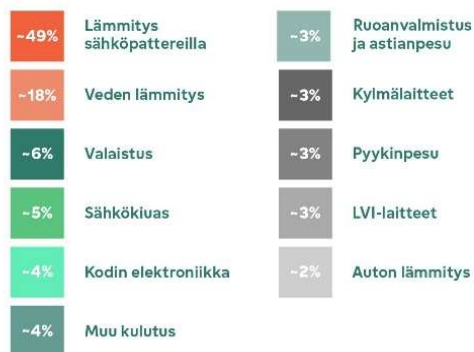 ~49%
Lämmitys
sähköpattereilla
~18%
Veden lämmitys
~6%
Valaistus
~5%
Sähkökiuas
~4%
Kodin elektroniikka
~4%
Muu kulutus
~3%
Ruoanvalmistus
ja astianpesu
~3%
Kylmälaitteet
~3%
Pyykinpesu
~3%
LVI-laitteet
~2%
Auton lämmitys